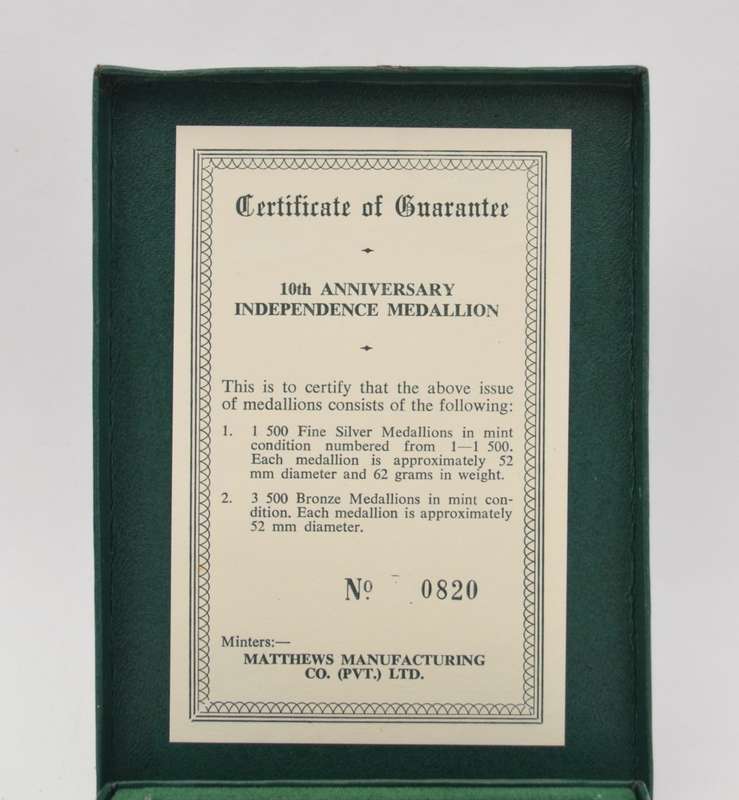 Certificate of Guarantee
10th ANNIVERSARY
INDEPENDENCE MEDALLION
This is to certify that the above issue
of medallions consists of the following:
1. 1 500 Fine Silver Medallions in mint
condition numbered from 1—1 500.
Each medallion is approximately 52
mm diameter and 62 grams in weight.
2. 3 500 Bronze Medallions in mint con-
dition. Each medallion is approximately
52 mm diameter.
Nº 0820
Minters:—
MATTHEWS MANUFACTURING
CO. (PVT.) LTD.